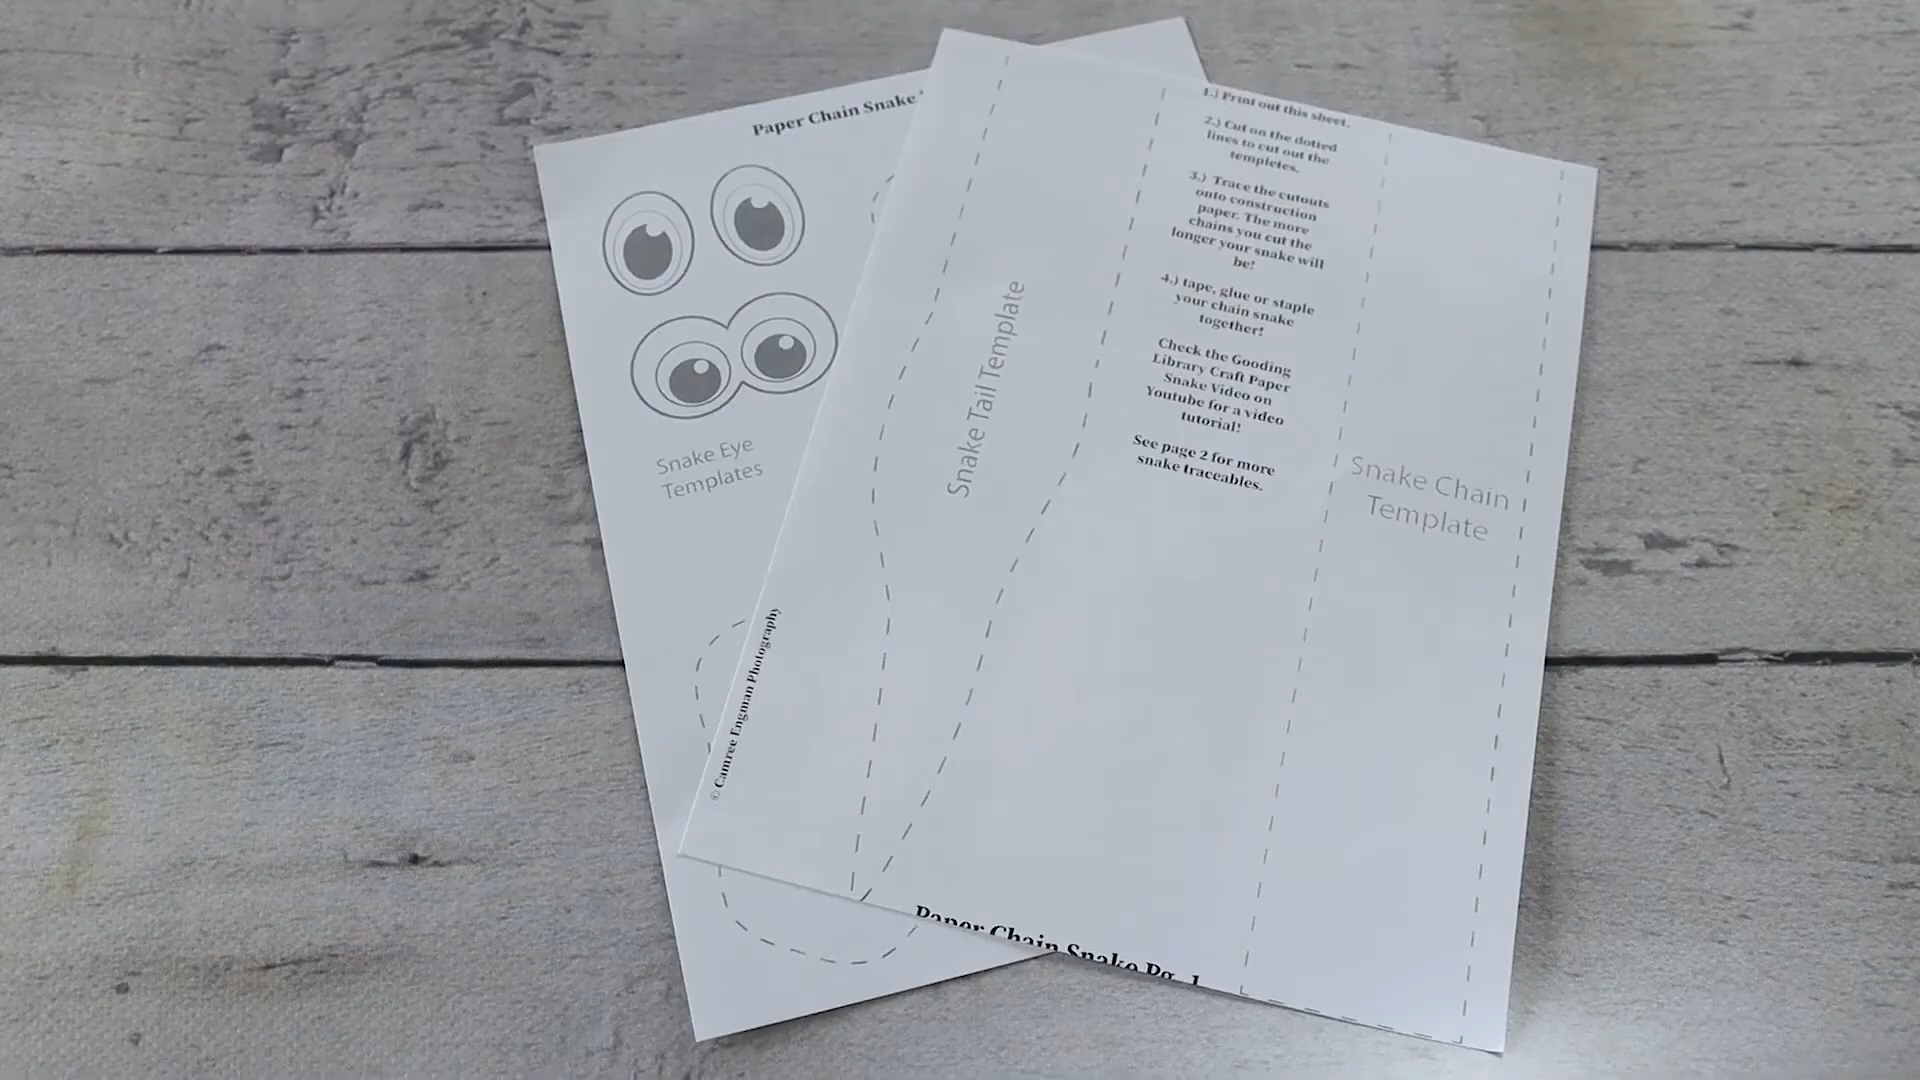 Paper Chain Snake
Snake Eye
Templates
© Camree Engman Photography
Snake Tail Template
1.) Print out this sheet.
2.) Cut on the dotted
lines to cut out the
templetes.
3.) Trace the cutouts
onto construction
paper. The more
chains you cut the
longer your snake will
be!
4.) tape, glue or staple
your chain snake
together!
Check the Gooding
Library Craft Paper
Snake Video on
Youtube for a video
tutorial!
See page 2 for more
snake traceables.
Snake Chain
Template
Paper Chain Snake Pg. 1